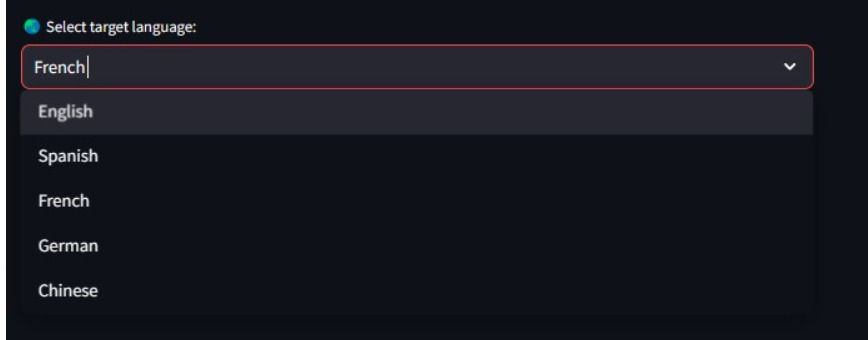 Select target language:
French
English
Spanish
French
German
Chinese